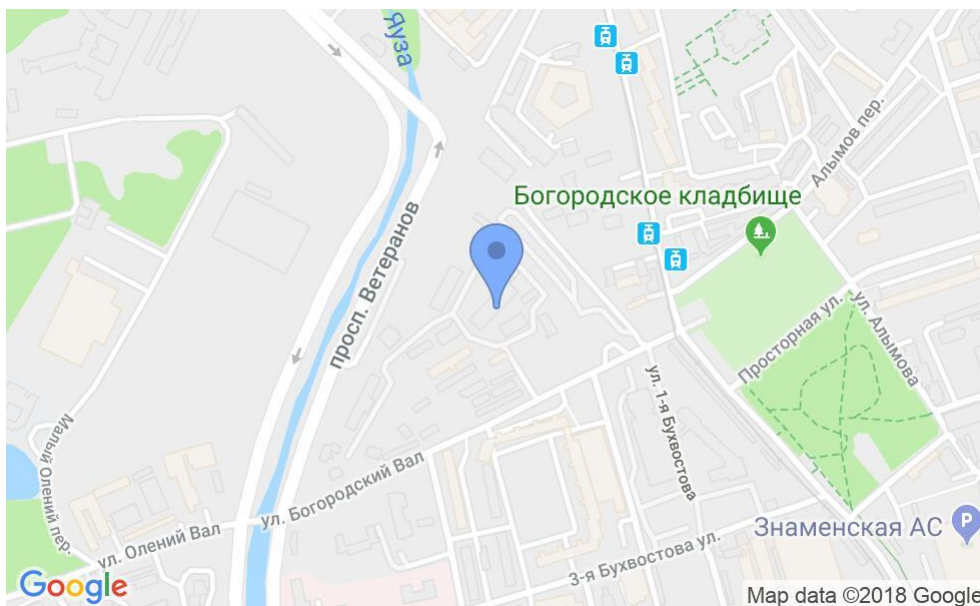 Яуза
Алымов пер.
Богородское кладбище
просп. Ветеранов
Просторная ул.
ул. Алымова
ул. 1-я Бухвостова
Малый Олений пер.
ул. Богородский Вал
ул. Олений Вал
3-я Бухвостова ул.
Знаменская АС
P
Google
Map data ©2018 Google